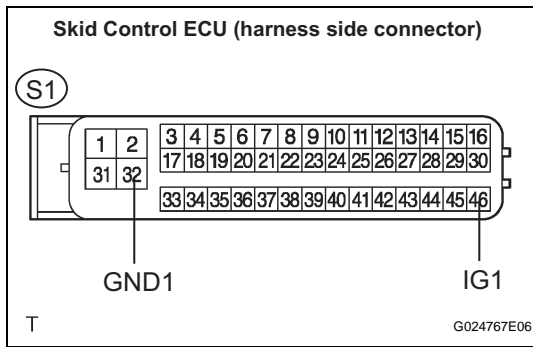 Skid Control ECU (harness side connector)
S1
1 2 3 4 5 6 7 8 9 10 11 12 13 14 15 16
17 18 19 20 21 22 23 24 25 26 27 28 29 30
31 32
33 34 35 36 37 38 39 40 41 42 43 44 45 46
GND1 IG1
T G024767E06